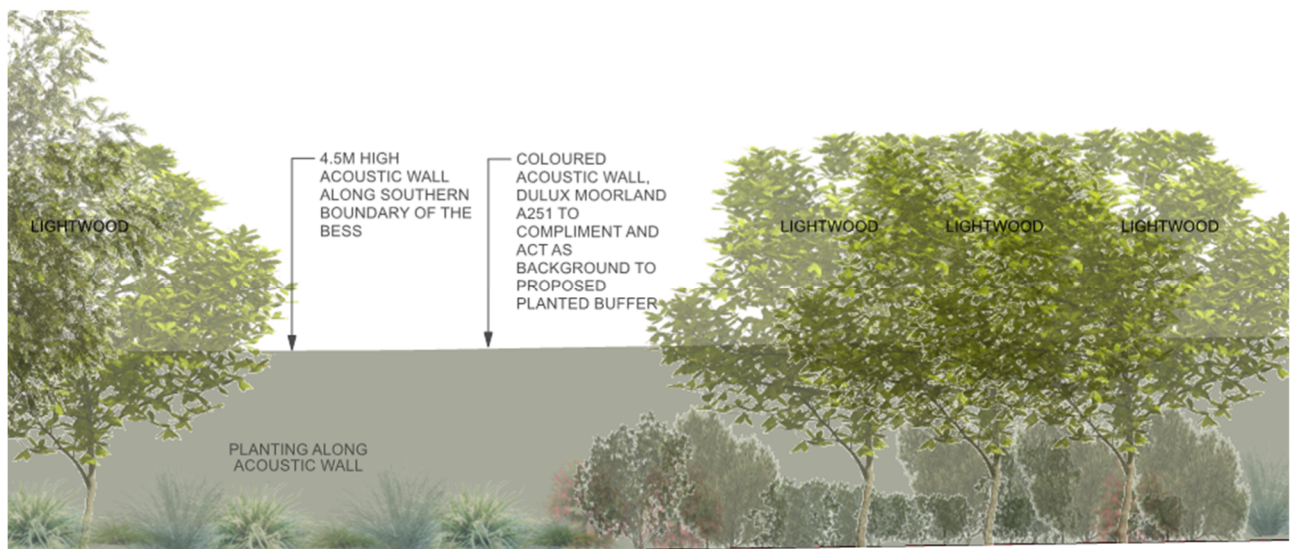 4.5M HIGH
ACOUSTIC WALL
ALONG SOUTHERN
BOUNDARY OF THE
BESS
COLOURED
ACOUSTIC WALL,
DULUX MOORLAND
A251 TO
COMPLIMENT AND
ACT AS
BACKGROUND TO
PROPOSED
PLANTED BUFFER
LIGHTWOOD
LIGHTWOOD
LIGHTWOOD
LIGHTWOOD
PLANTING ALONG
ACOUSTIC WALL